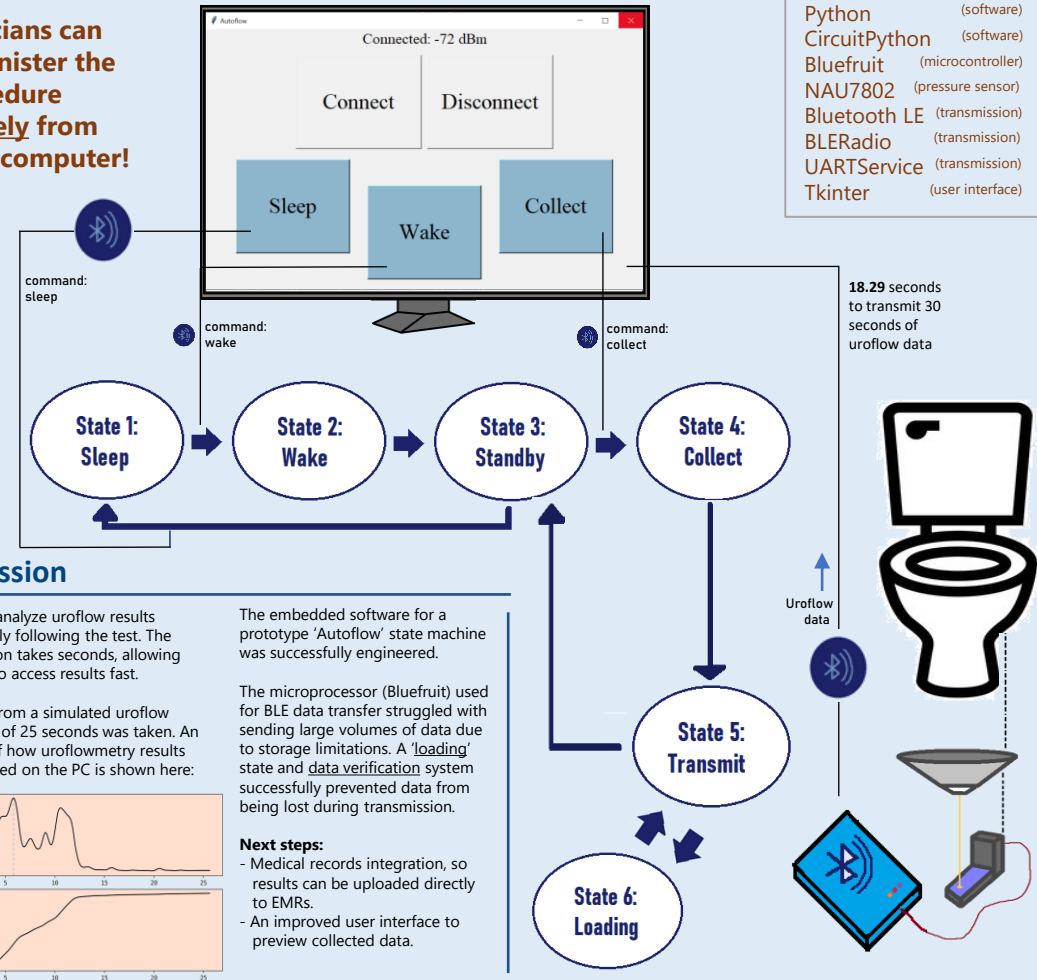 cians can
nister the
edure
ely from
computer!
Autoflow
Connected: -72 dBm
Connect
Disconnect
Sleep
Wake
Collect
Python (software)
CircuitPython (software)
Bluefruit (microcontroller)
NAU7802 (pressure sensor)
Bluetooth LE (transmission)
BLERadio (transmission)
UARTService (transmission)
Tkinter (user interface)
command:
sleep
command:
wake
command:
collect
18.29 seconds
to transmit 30
seconds of
uroflow data
State 1:
Sleep
State 2:
Wake
State 3:
Standby
State 4:
Collect
State 5:
Transmit
State 6:
Loading
Uroflow
data
ssion
analyze uroflow results
ly following the test. The
on takes seconds, allowing
o access results fast.
rom a simulated uroflow
of 25 seconds was taken. An
f how uroflowmetry results
ed on the PC is shown here:
5 10 15 20 25
5 10 15 20 25
The embedded software for a
prototype ‘Autoflow’ state machine
was successfully engineered.
The microprocessor (Bluefruit) used
for BLE data transfer struggled with
sending large volumes of data due
to storage limitations. A ‘loading’
state and data verification system
successfully prevented data from
being lost during transmission.
Next steps:
- Medical records integration, so
results can be uploaded directly
to EMRs.
- An improved user interface to
preview collected data.